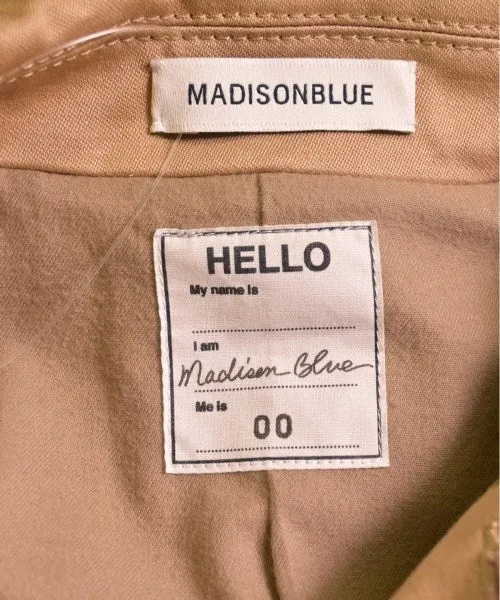 MADISONBLUE
HELLO
My name is
I am
Madison Blue
Me is
00